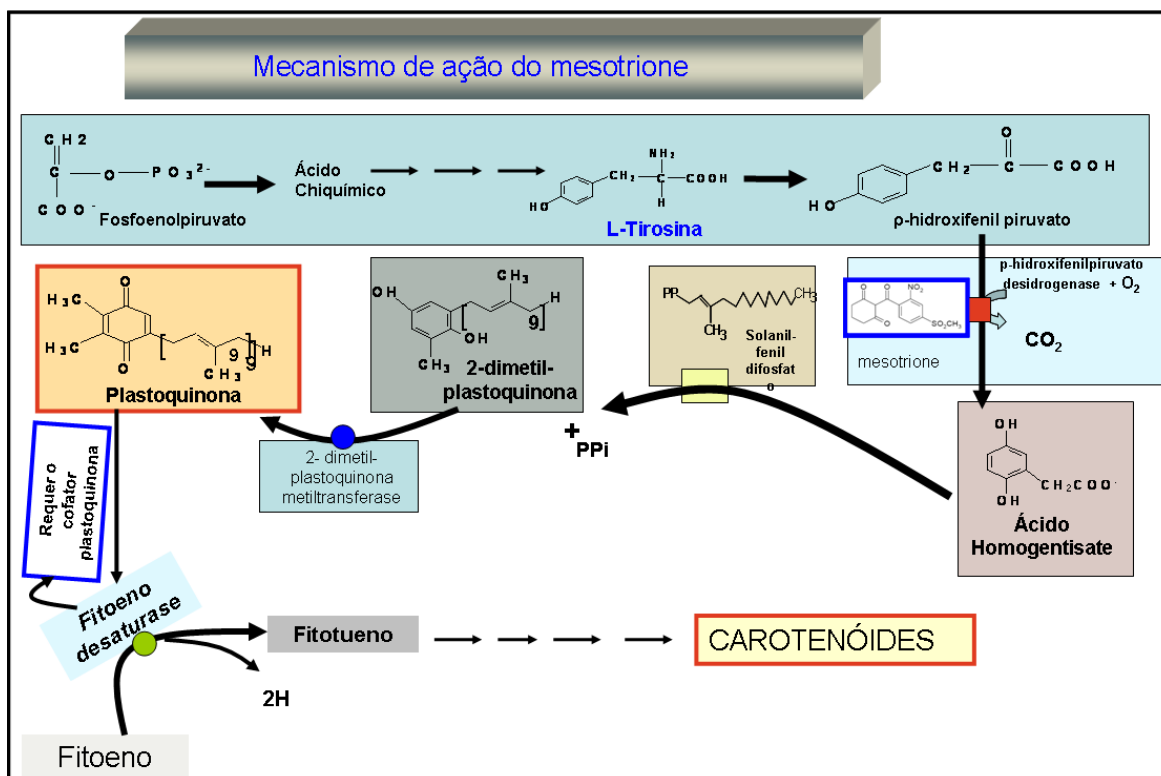 Mecanismo de ação do mesotrione
CH2
C
O
P O3 2-
COO-
Fosfoenolpiruvato
Ácido
Chiquímico
NH2
CH2
C
COOH
H
HO
L-Tirosina
O
CH2
C
COOH
HO
ρ-hidroxifenil piruvato
O
H3C
H3C
O
9
9
H
CH3
Plastoquinona
CH3
H
OH
9
OH
CH3
2-dimetil-
plastoquinona
PP
CH3
CH3
Solanil-
fenil
difosfat
o
O
O
NO2
O
SO2CH3
mesotrione
p-hidroxifenilpiruvato
desidrogenase + O2
CO2
2- dimetil-
plastoquinona
metiltransferase
+
PPi
OH
OH
CH2COO-
Ácido
Homogentisate
Requer o
cofator
plastoquinona
Fitoeno
desaturase
Fitotueno
CAROTENÓIDES
2H
Fitoeno